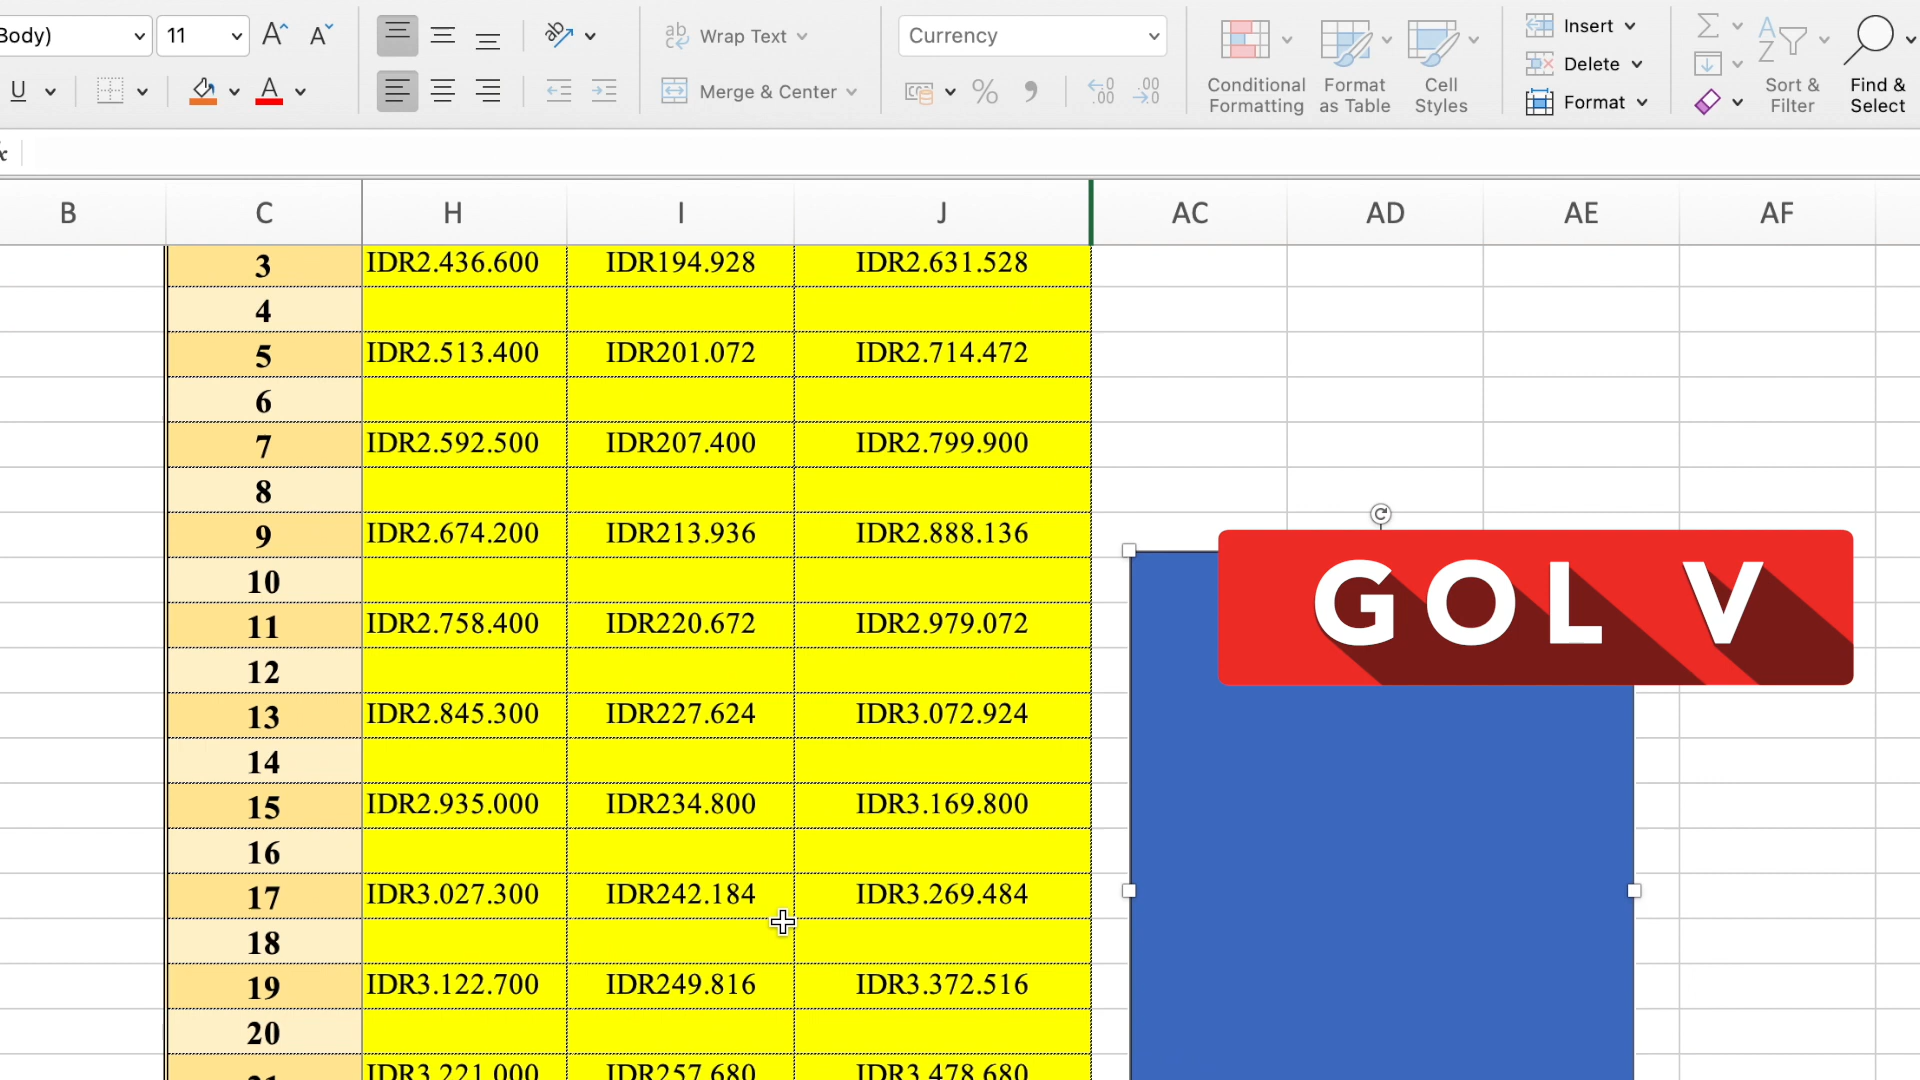 Body) 11 A A ab Wrap Text Currency Insert
U A Merge & Center % Conditional Formatting Format as Table Cell Styles Delete Format Sort & Filter Find & Select
B C H I J AC AD AE AF
3 IDR2.436.600 IDR194.928 IDR2.631.528
4
5 IDR2.513.400 IDR201.072 IDR2.714.472
6
7 IDR2.592.500 IDR207.400 IDR2.799.900
8
9 IDR2.674.200 IDR213.936 IDR2.888.136
GOL V
10
11 IDR2.758.400 IDR220.672 IDR2.979.072
12
13 IDR2.845.300 IDR227.624 IDR3.072.924
14
15 IDR2.935.000 IDR234.800 IDR3.169.800
16
17 IDR3.027.300 IDR242.184 IDR3.269.484
18
19 IDR3.122.700 IDR249.816 IDR3.372.516
20
IDR3.221.000 IDR257.680 IDR3.478.680